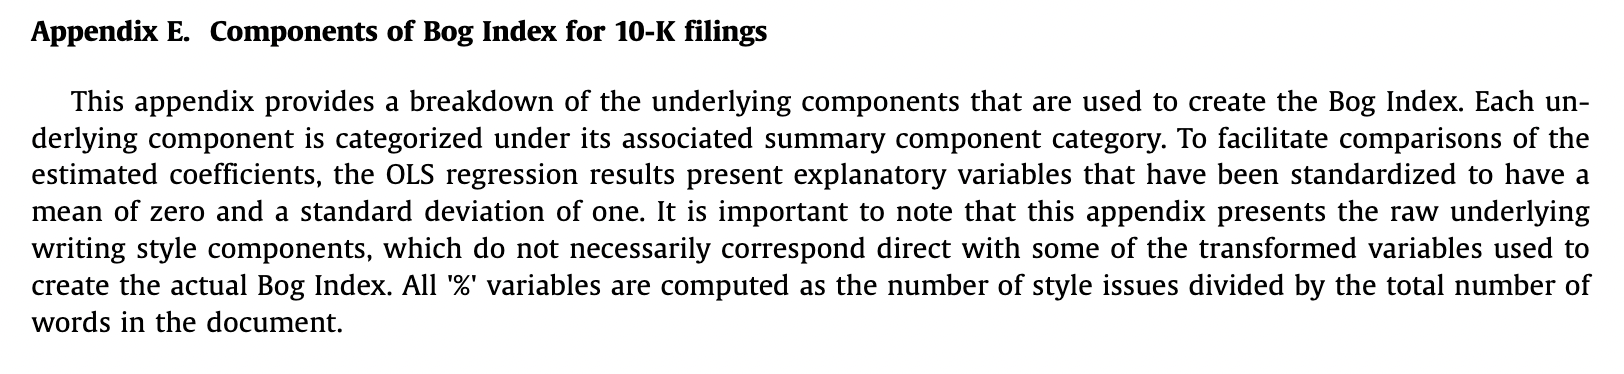 Appendix E. Components of Bog Index for 10-K filings
This appendix provides a breakdown of the underlying components that are used to create the Bog Index. Each un-
derlying component is categorized under its associated summary component category. To facilitate comparisons of the
estimated coefficients, the OLS regression results present explanatory variables that have been standardized to have a
mean of zero and a standard deviation of one. It is important to note that this appendix presents the raw underlying
writing style components, which do not necessarily correspond direct with some of the transformed variables used to
create the actual Bog Index. All '%' variables are computed as the number of style issues divided by the total number of
words in the document.